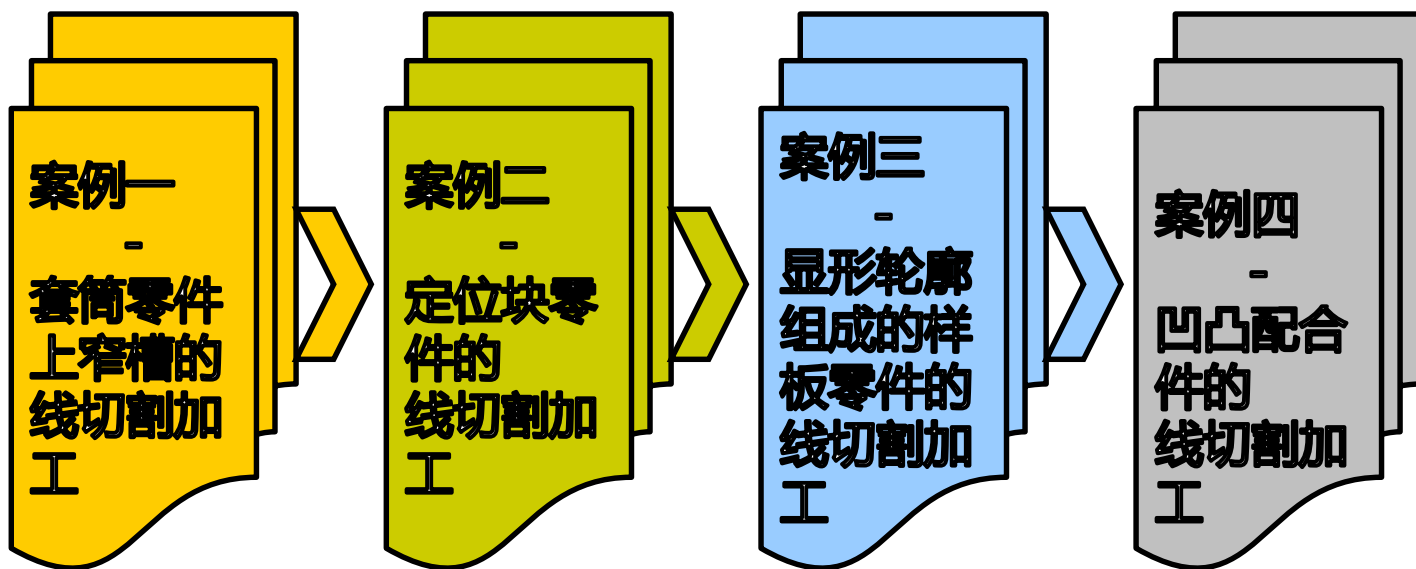 案例一
-
套筒零件
上窄槽的
线切割加
工
案例二
-
定位块零
件的
线切割加
工
案例三
-
显形轮廓
组成的样
板零件的
线切割加
工
案例四
-
凹凸配合
件的
线切割加
工